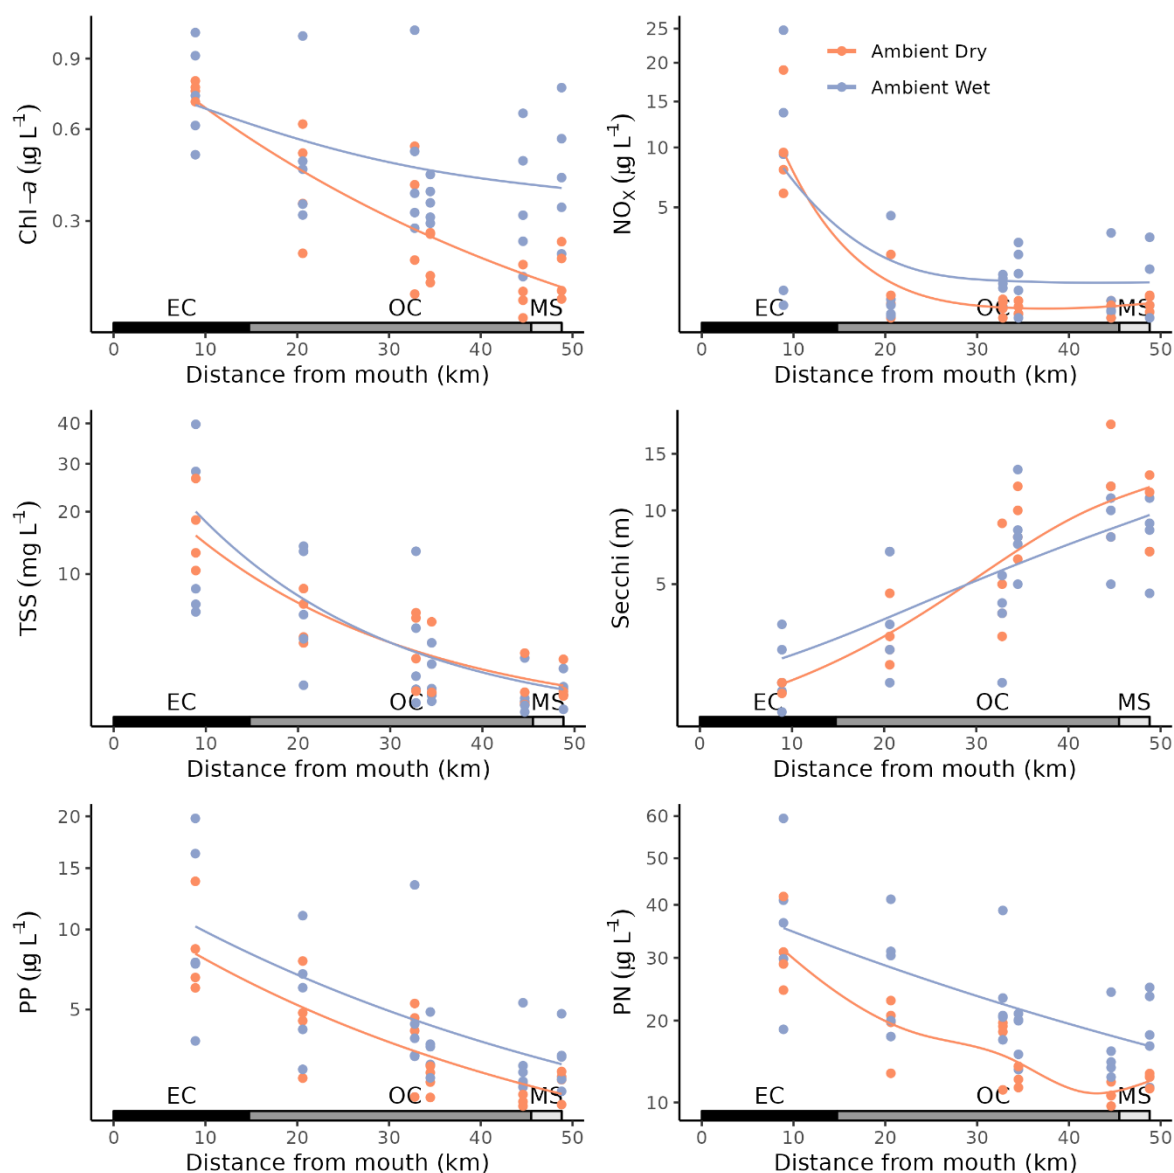 Chl−a (μg L⁻¹)
0.9
0.6
0.3
EC OC MS
0 10 20 30 40 50
Distance from mouth (km)
NOX (μg L⁻¹)
25
20
15
10
5
Ambient Dry
Ambient Wet
EC OC MS
0 10 20 30 40 50
Distance from mouth (km)
TSS (mg L⁻¹)
40
30
20
10
EC OC MS
0 10 20 30 40 50
Distance from mouth (km)
Secchi (m)
15
10
5
EC OC MS
0 10 20 30 40 50
Distance from mouth (km)
PP (μg L⁻¹)
20
15
10
5
EC OC MS
0 10 20 30 40 50
Distance from mouth (km)
PN (μg L⁻¹)
60
50
40
30
20
10
EC OC MS
0 10 20 30 40 50
Distance from mouth (km)